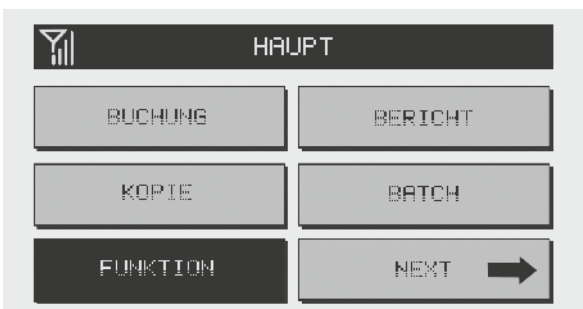 HAUPT
BUCHUNG
BERICHT
KOPIE
BATCH
FUNKTION
NEXT